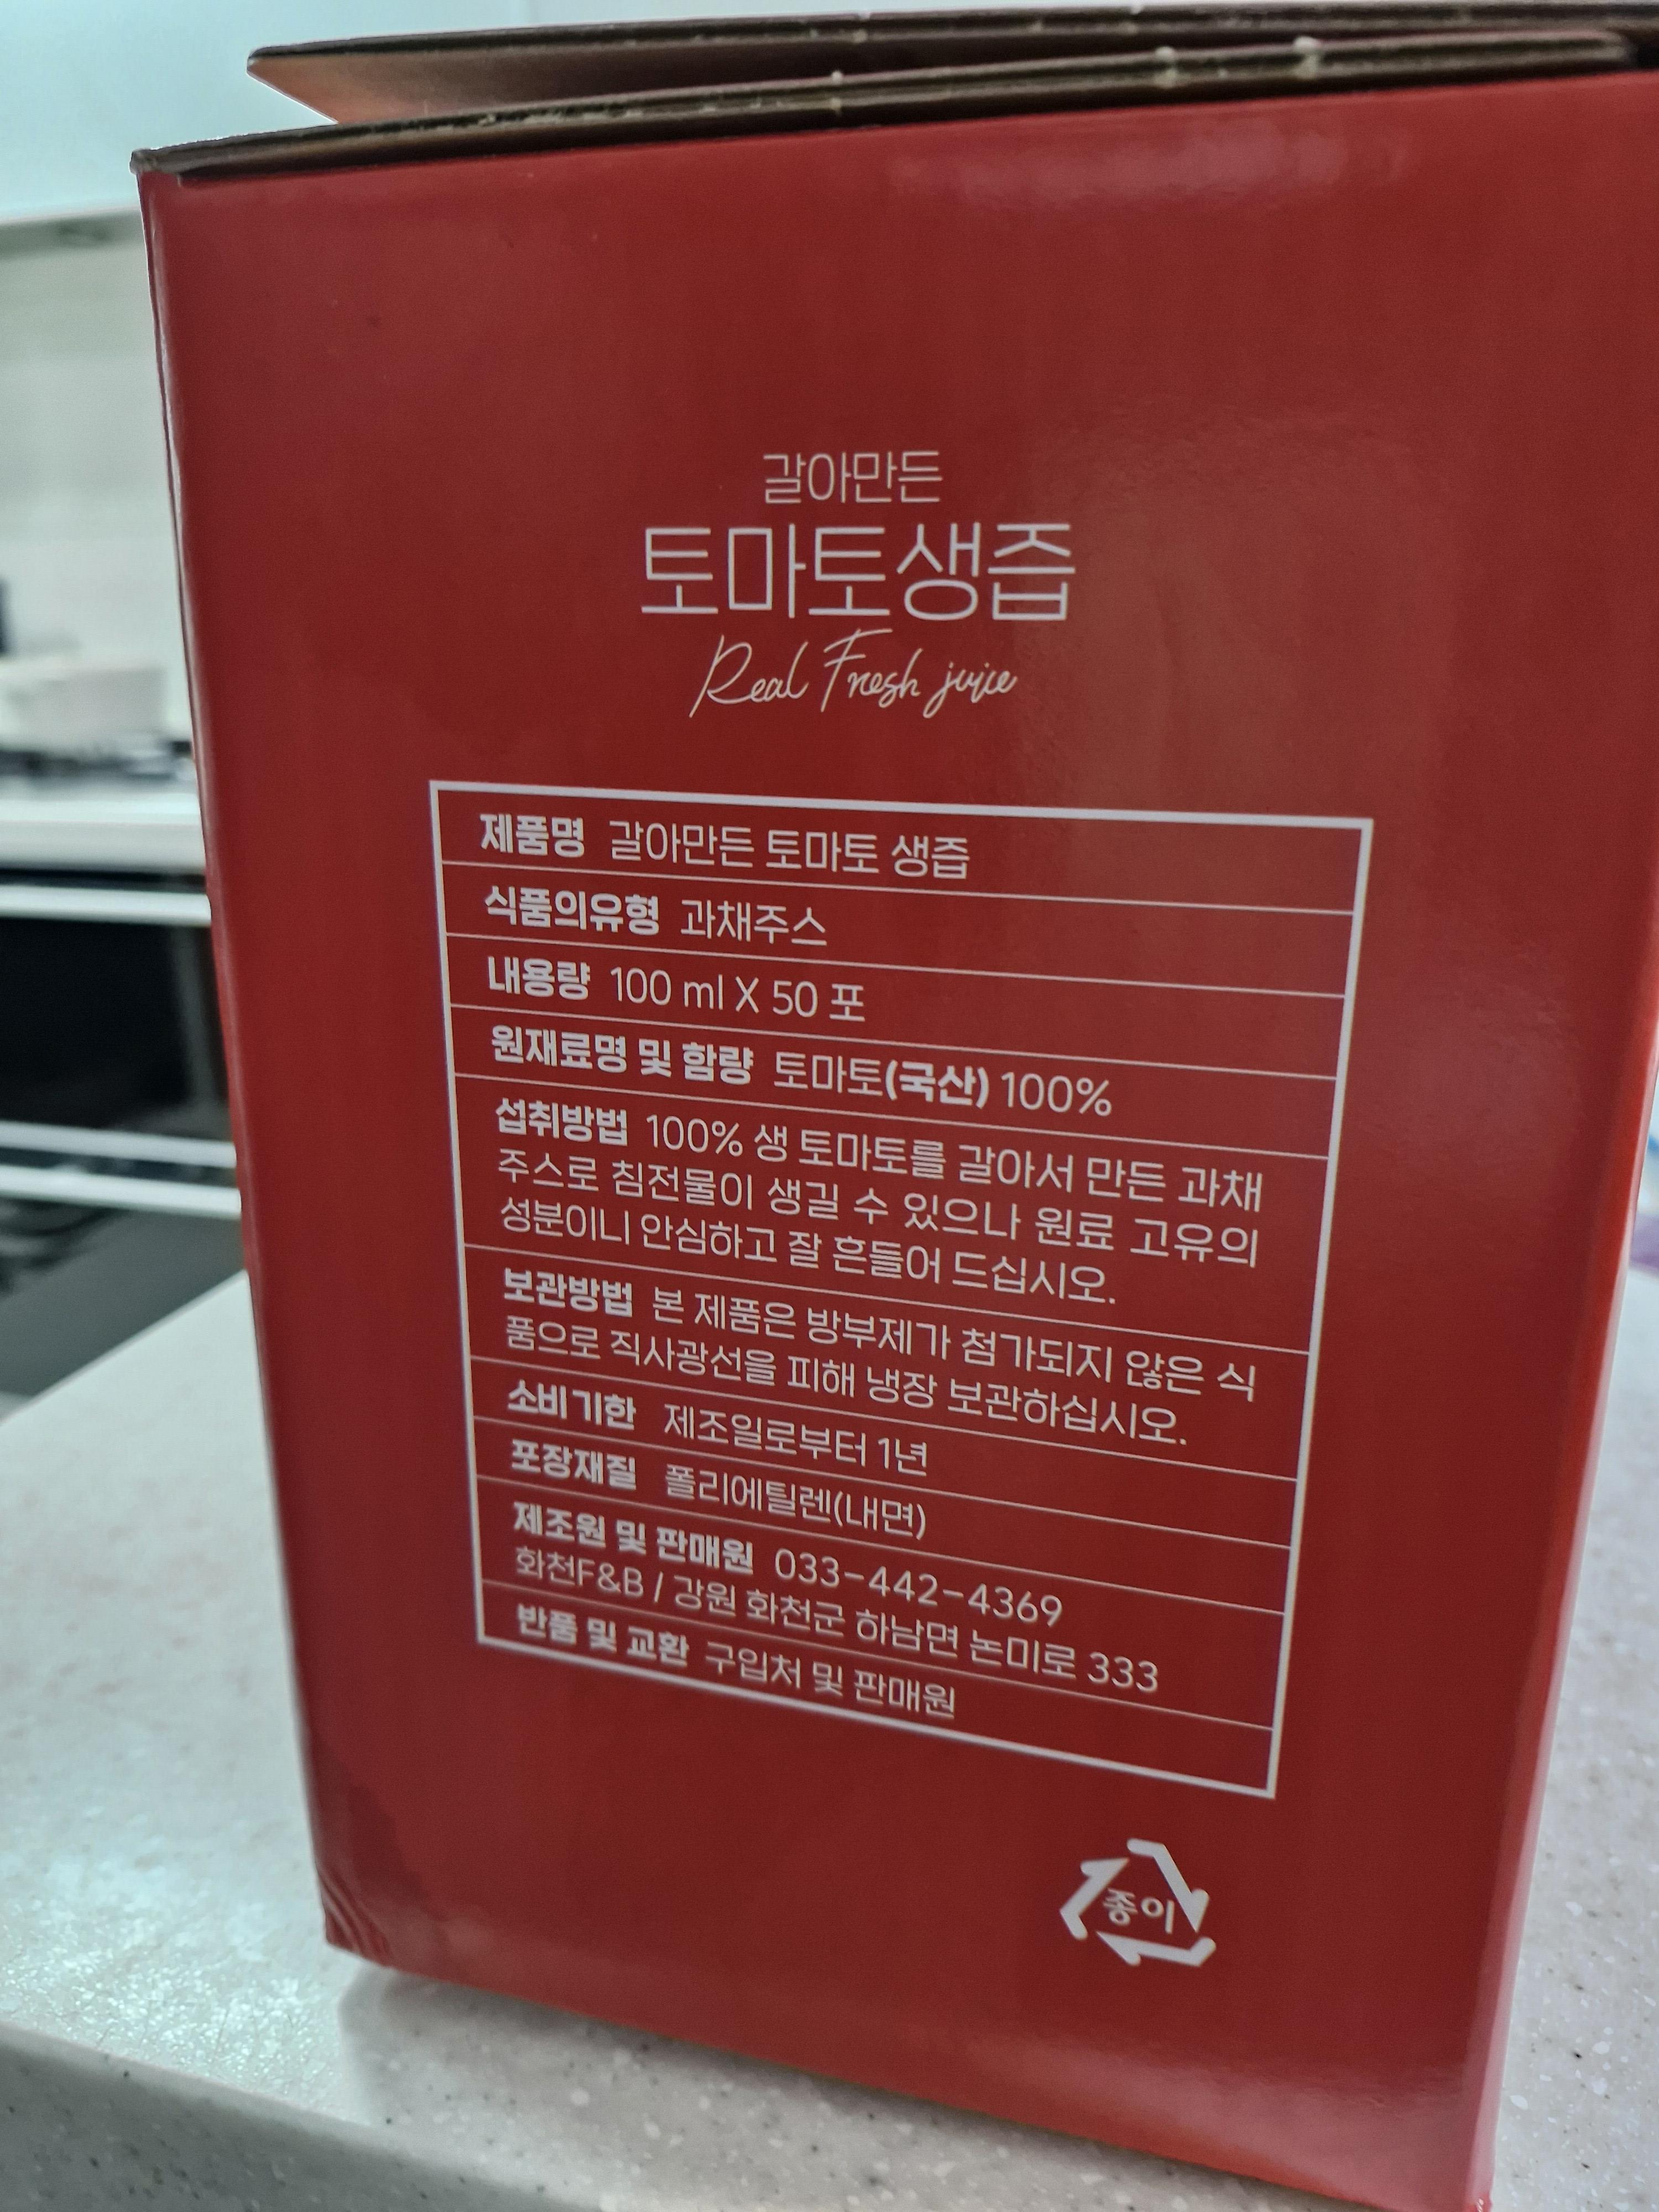 갈아만든
토마토생즙
Real Fresh juice
제품명 갈아만든 토마토 생즙
식품의유형 과채주스
내용량 100 ml X 50 포
원재료명 및 함량 토마토(국산) 100%
섭취방법 100% 생 토마토를 갈아서 만든 과채
주스로 침전물이 생길 수 있으나 원료 고유의
성분이니 안심하고 잘 흔들어 드십시오.
보관방법 본 제품은 방부제가 첨가되지 않은 식
품으로 직사광선을 피해 냉장 보관하십시오.
소비기한 제조일로부터 1년
포장재질 폴리에틸렌(내면)
제조원 및 판매원 033-442-4369
화천F&B / 강원 화천군 하남면 논미로 333
반품 및 교환 구입처 및 판매원
종이